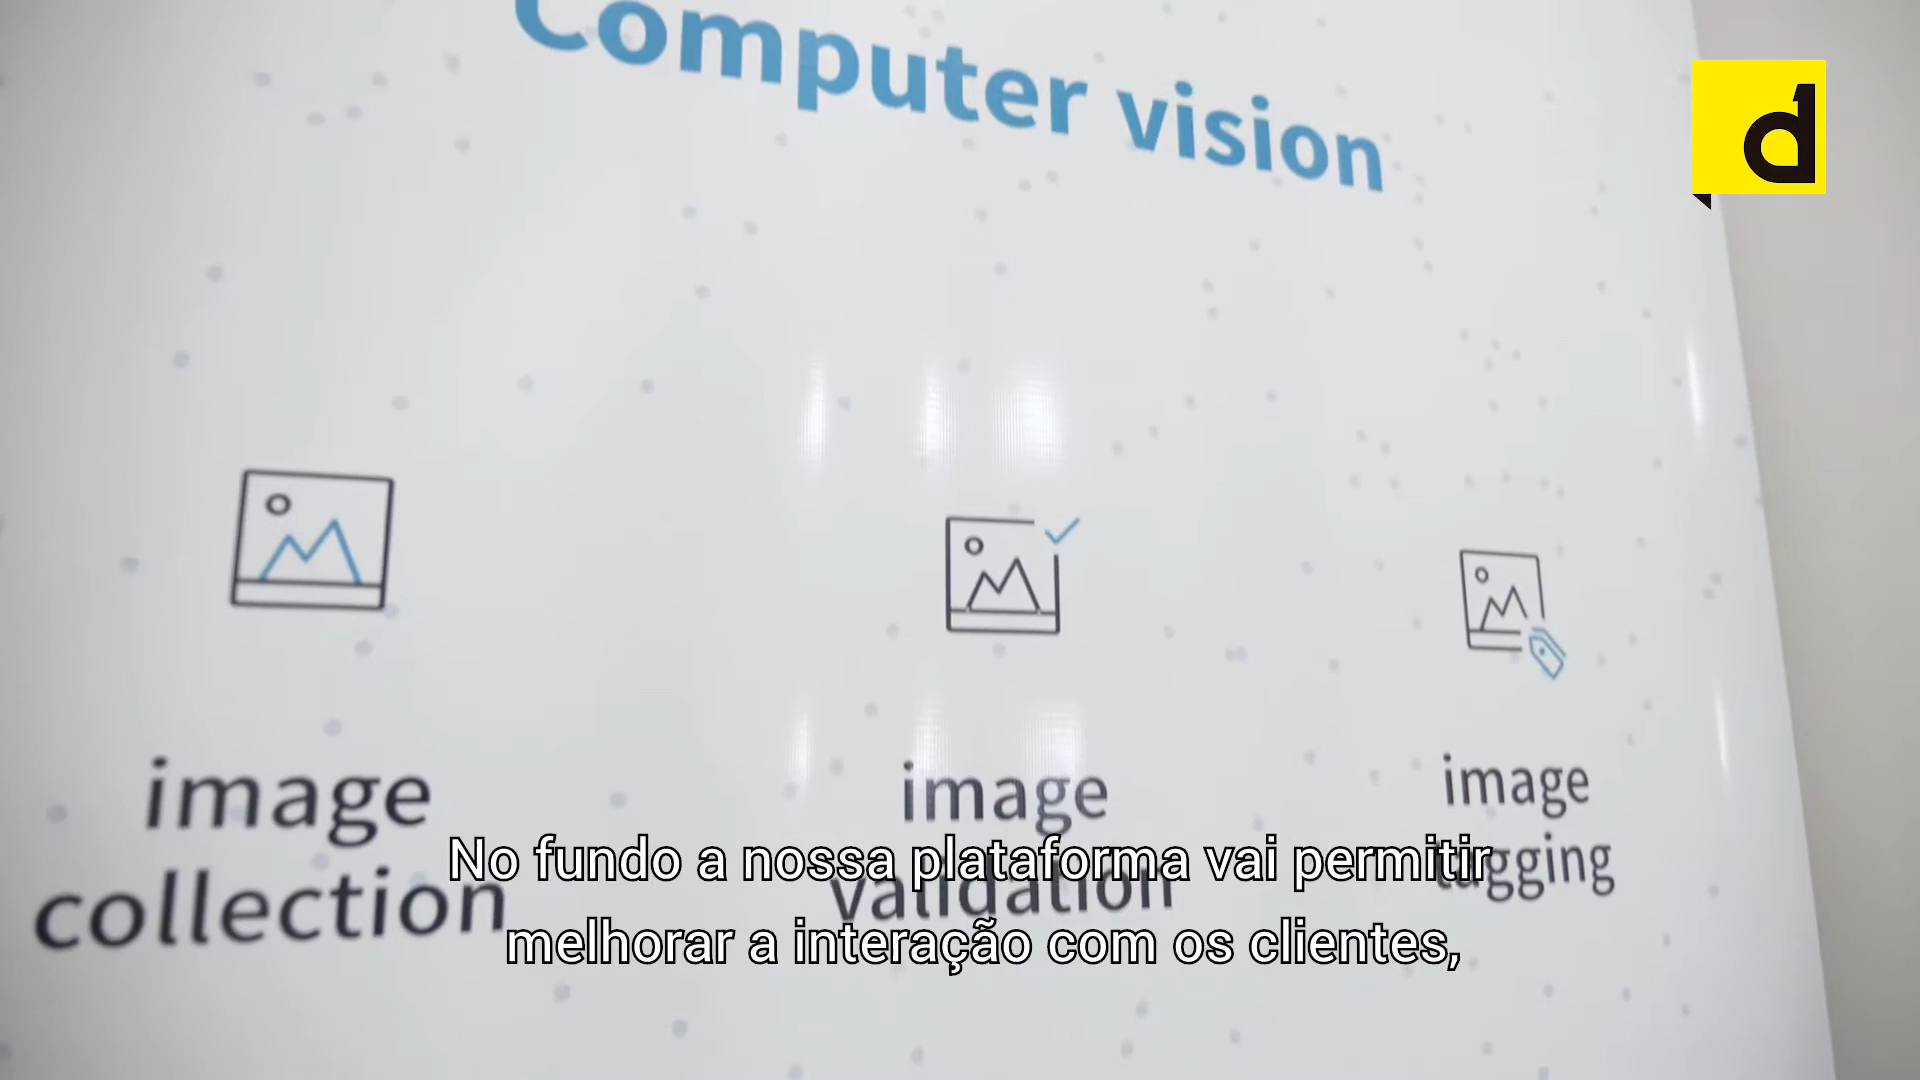 Computer vision
image
collection
image
validation
image
tagging
No fundo a nossa plataforma vai permitir
melhorar a interação com os clientes,
d